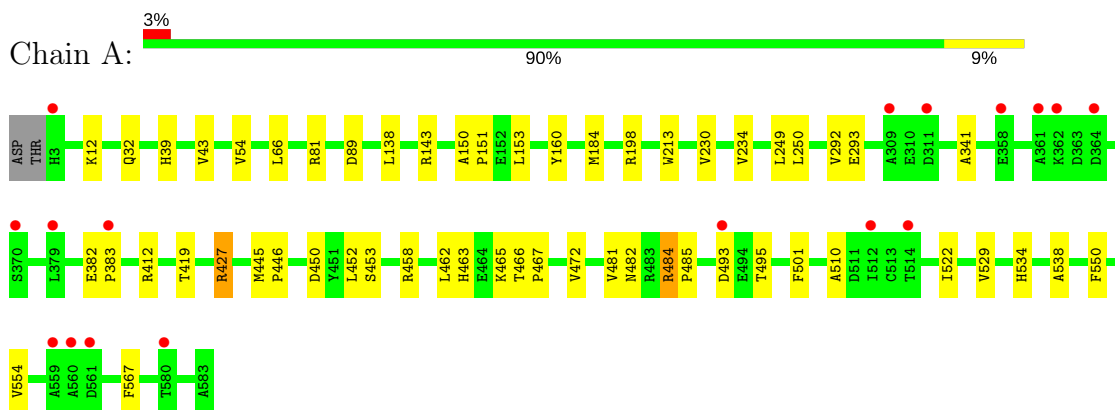 3%
Chain A:
90% 9%
ASP THR H3 K12 Q32 H39 V43 V54 L66 R81 D89 L138 R143 A150 P151 E152 L153 Y160 M184 R198 W213 V230 V234 L249 L250 V292 E293 A309 E310 D311 A341 E358 A361 K362 D363 D364
S370 L379 E382 P383 R412 T419 R427 M445 P446 D450 Y451 L452 S453 R458 L462 H463 E464 K465 T466 P467 V472 V481 N482 R483 R484 P485 D493 E494 T495 F501 A510 D511 I512 C513 T514 I522 V529 H534 A538 F550
V554 A559 A560 D561 F567 T580 A583